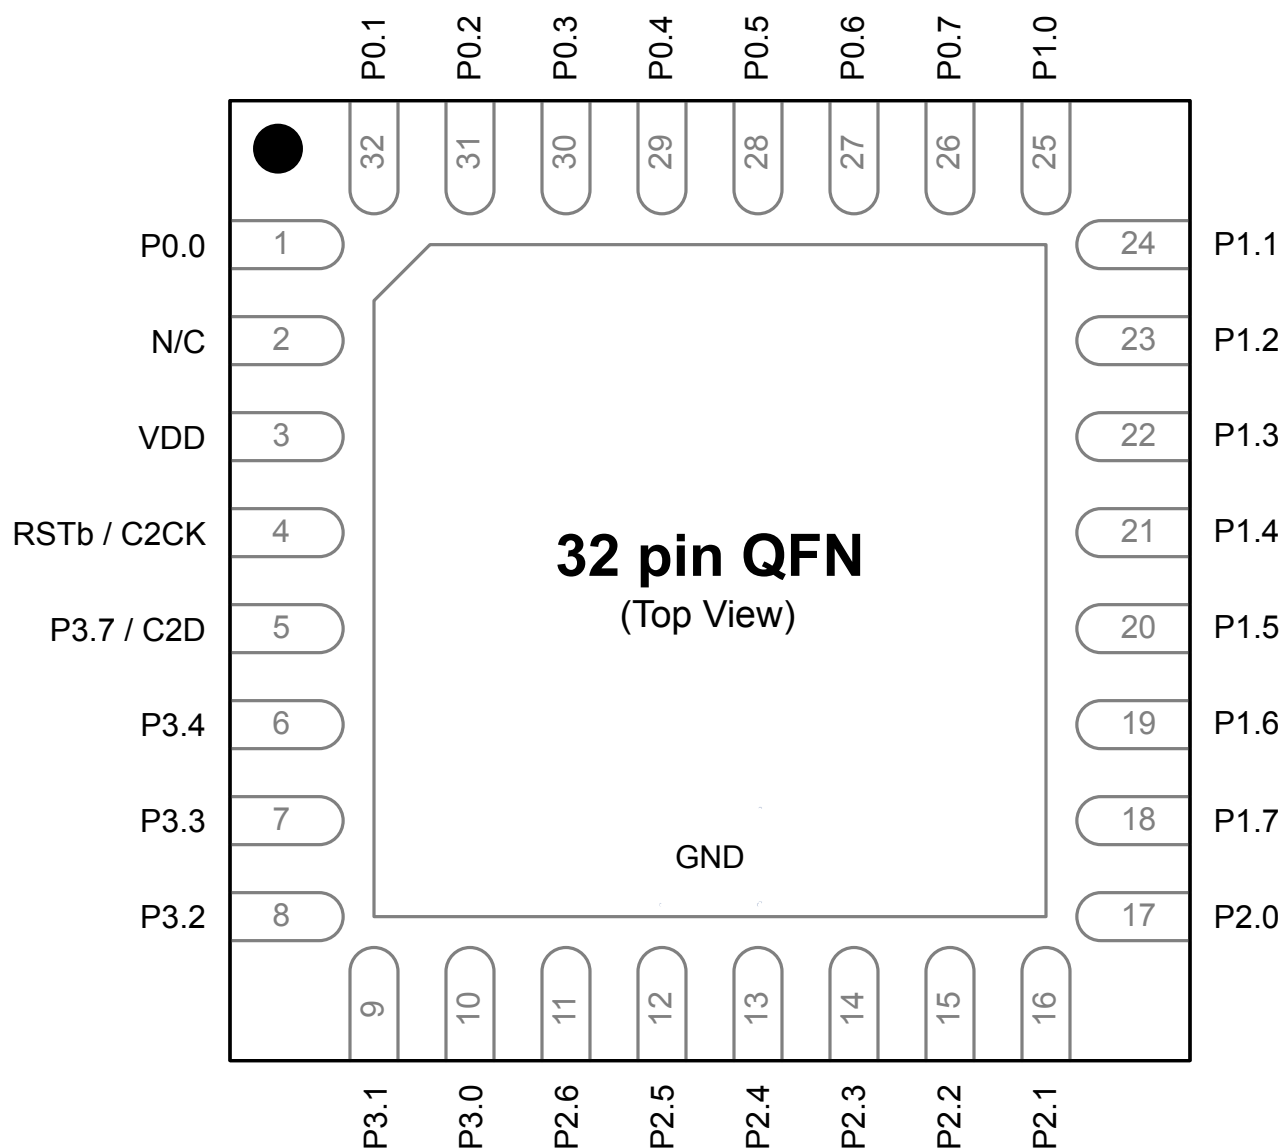 P0.1 P0.2 P0.3 P0.4 P0.5 P0.6 P0.7 P1.0
32 31 30 29 28 27 26 25
P0.0 1 24 P1.1
N/C 2 23 P1.2
VDD 3 22 P1.3
RSTb / C2CK 4 21 P1.4
32 pin QFN
(Top View)
P3.7 / C2D 5 20 P1.5
P3.4 6 19 P1.6
P3.3 7 18 P1.7
GND
P3.2 8 17 P2.0
9 10 11 12 13 14 15 16
P3.1 P3.0 P2.6 P2.5 P2.4 P2.3 P2.2 P2.1